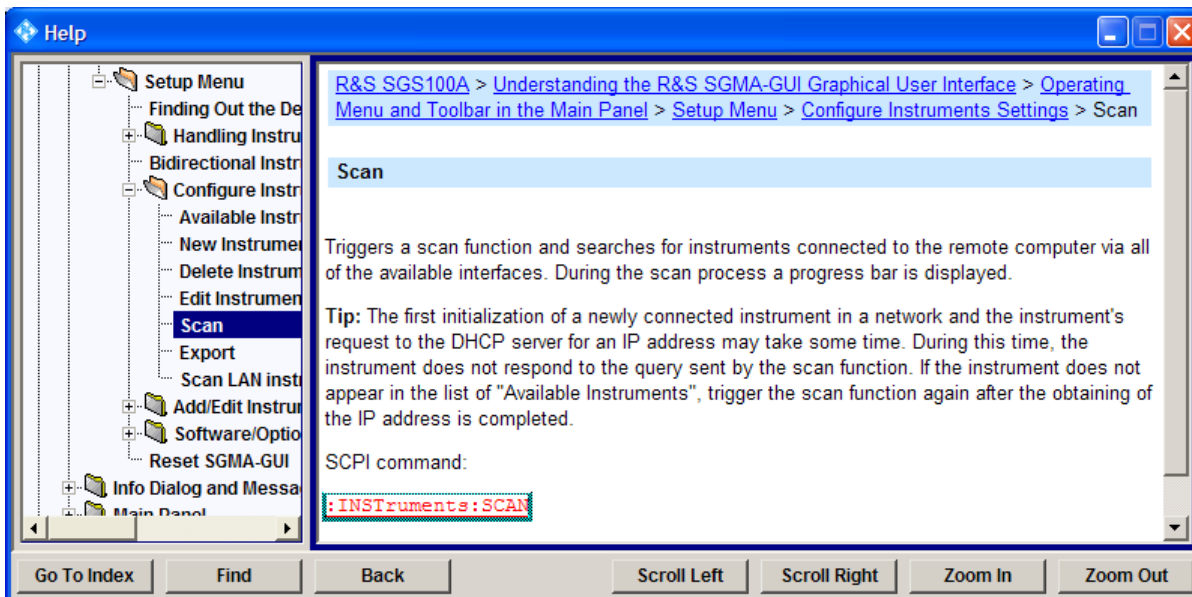 Help
Setup Menu
Finding Out the De
Handling Instru
Bidirectional Instr
Configure Instr
Available Instr
New Instrumen
Delete Instrum
Edit Instrumen
Scan
Export
Scan LAN instr
Add/Edit Instrum
Software/Optio
Reset SGMA-GUI
Info Dialog and Messa
Main Panel
R&S SGS100A > Understanding the R&S SGMA-GUI Graphical User Interface > Operating
Menu and Toolbar in the Main Panel > Setup Menu > Configure Instruments Settings > Scan
Scan
Triggers a scan function and searches for instruments connected to the remote computer via all
of the available interfaces. During the scan process a progress bar is displayed.
Tip: The first initialization of a newly connected instrument in a network and the instrument's
request to the DHCP server for an IP address may take some time. During this time, the
instrument does not respond to the query sent by the scan function. If the instrument does not
appear in the list of "Available Instruments", trigger the scan function again after the obtaining of
the IP address is completed.
SCPI command:
:INSTruments:SCAN
Go To Index
Find
Back
Scroll Left
Scroll Right
Zoom In
Zoom Out